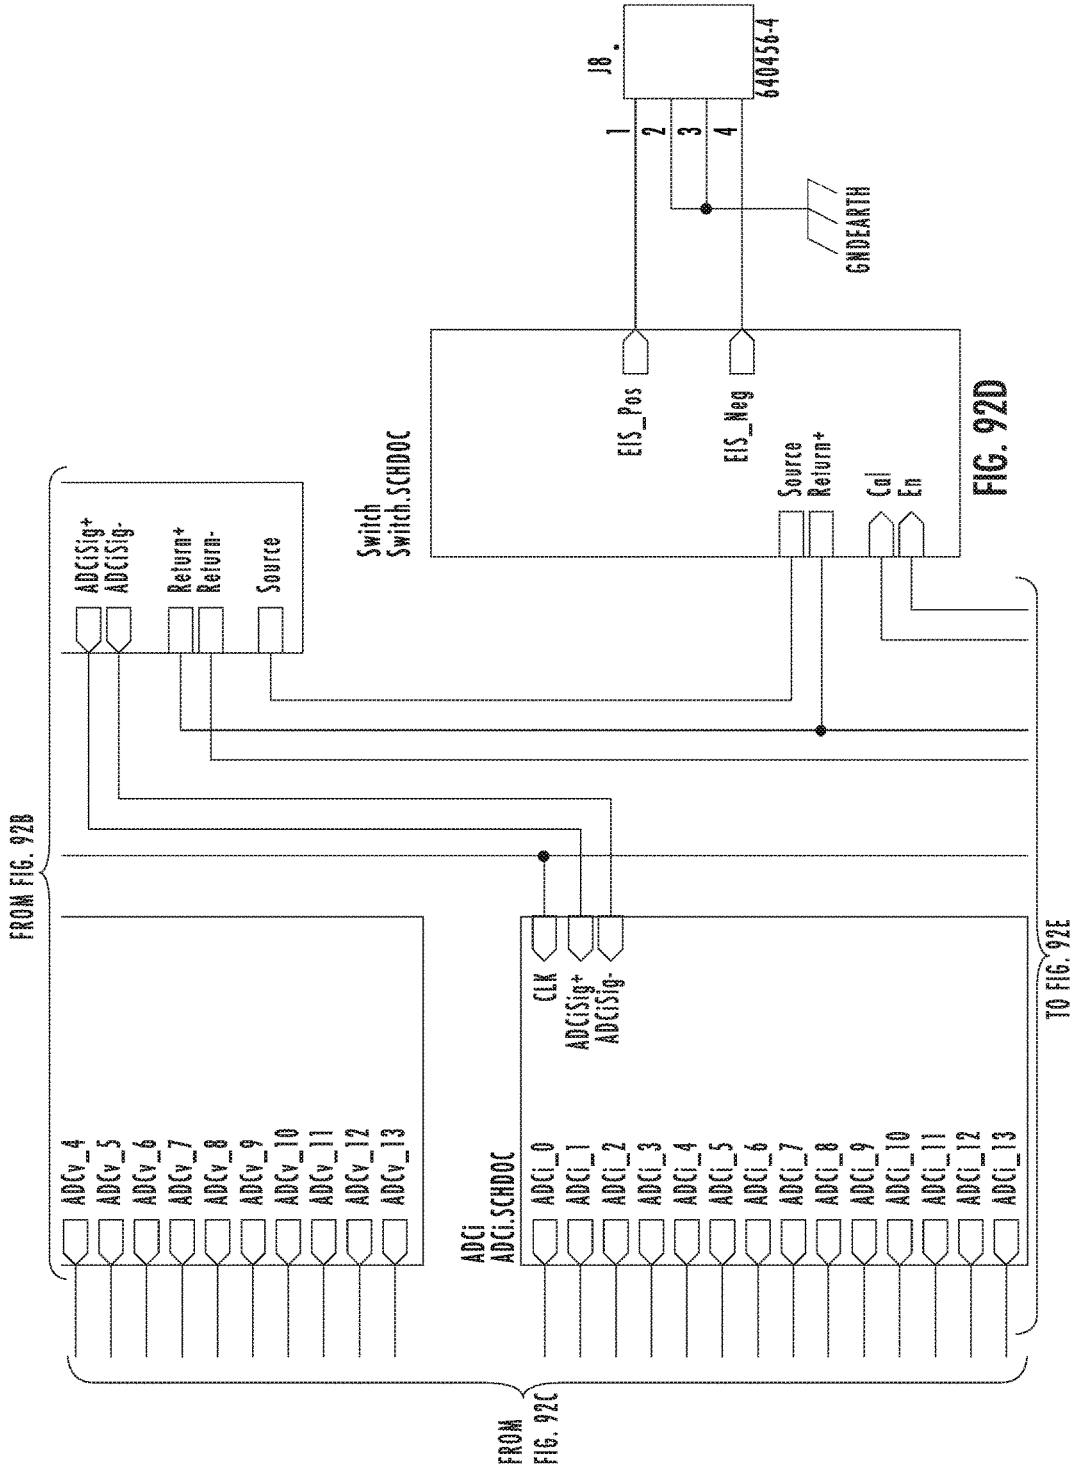 FROM FIG. 92B
ADCv_4
ADCv_5
ADCv_6
ADCv_7
ADCv_8
ADCv_9
ADCv_10
ADCv_11
ADCv_12
ADCv_13
ADCiSig+
ADCiSig-
Return+
Return-
Source
FROM
FIG. 92C
ADCi
ADCi.SCHDOC
ADCi_0
ADCi_1
ADCi_2
ADCi_3
ADCi_4
ADCi_5
ADCi_6
ADCi_7
ADCi_8
ADCi_9
ADCi_10
ADCi_11
ADCi_12
ADCi_13
CLK
ADCiSig+
ADCiSig-
Switch
Switch.SCHDOC
EIS_Pos
EIS_Neg
Source
Return+
Cal
En
J8
1
2
3
4
640456-4
GNDEARTH
TO FIG. 92E
FIG. 92D